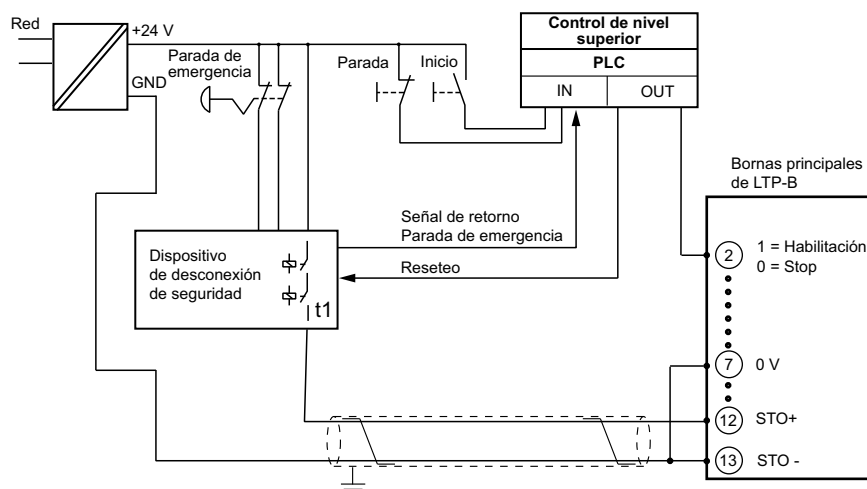 Red
+24 V
GND
Parada de
emergencia
Parada
Inicio
Control de nivel
superior
PLC
IN
OUT
Bornas principales
de LTP-B
Señal de retorno
Parada de emergencia
Reseteo
Dispositivo
de desconexión
de seguridad
t1
2
1 = Habilitación
0 = Stop
7
0 V
12
STO+
13
STO -